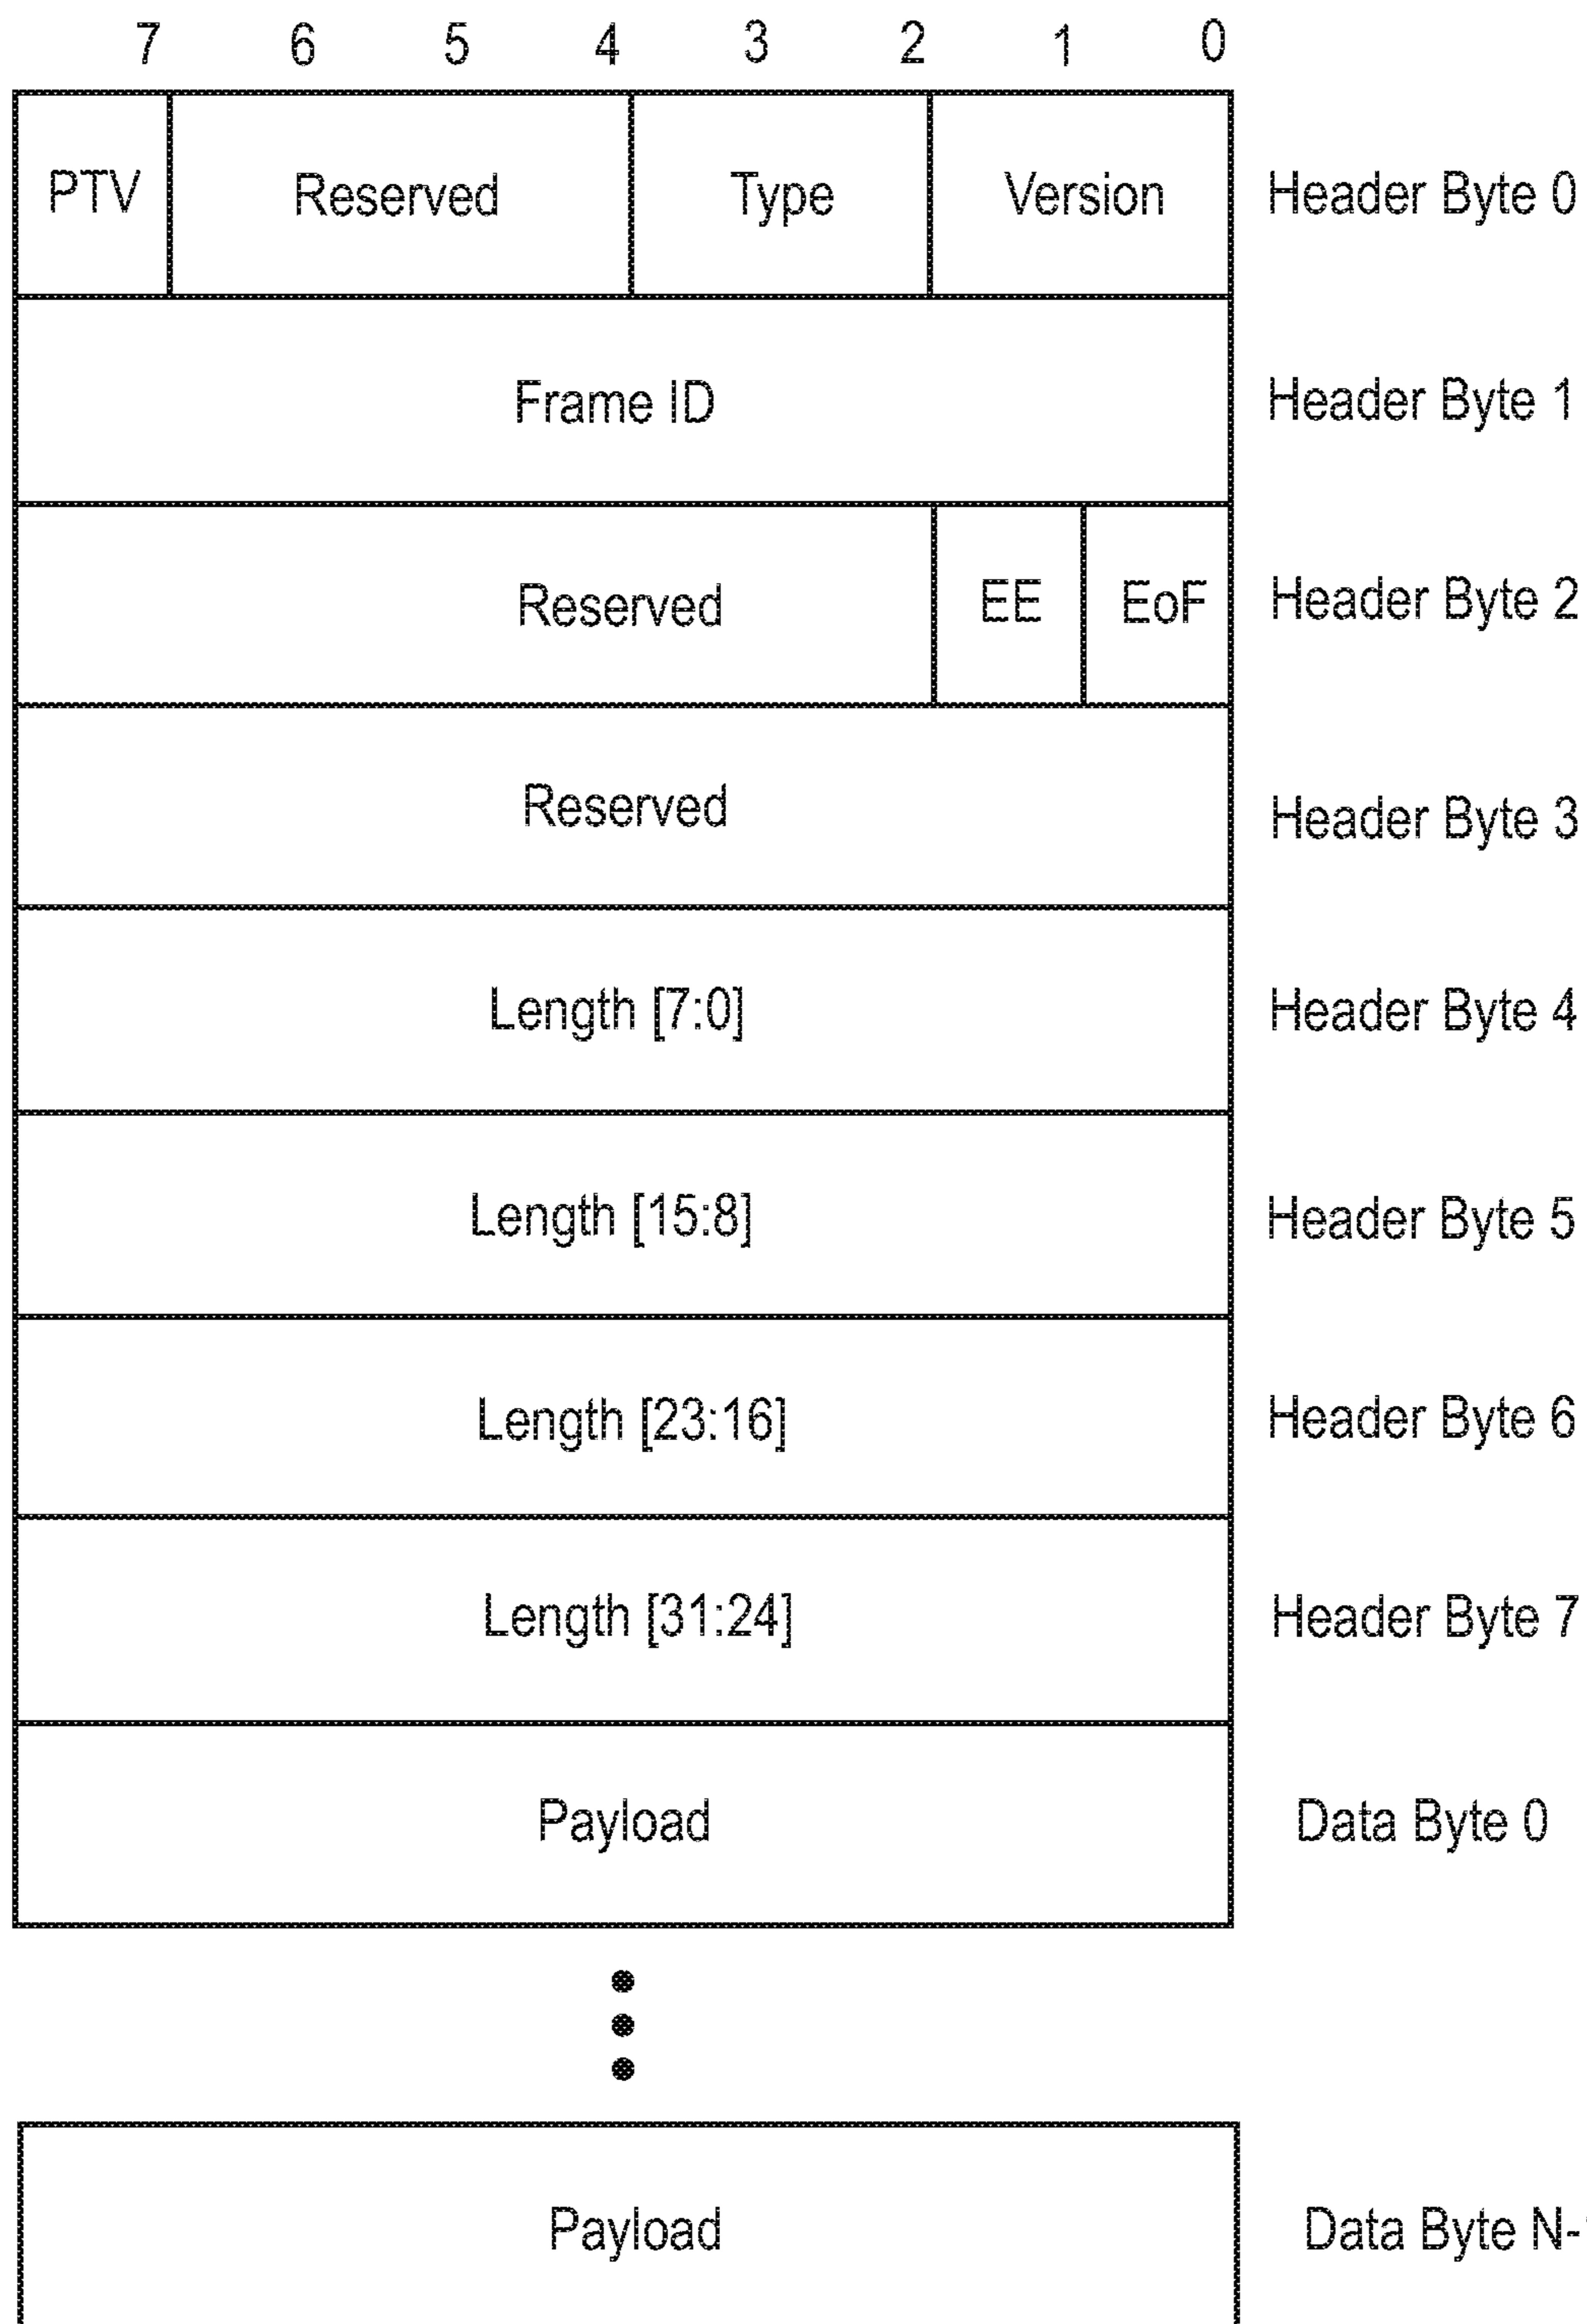 7 6 5 4 3 2 1 0
PTV Reserved Type Version Header Byte 0
Frame ID Header Byte 1
Reserved EE EoF Header Byte 2
Reserved Header Byte 3
Length [7:0] Header Byte 4
Length [15:8] Header Byte 5
Length [23:16] Header Byte 6
Length [31:24] Header Byte 7
Payload Data Byte 0
Payload Data Byte N-1